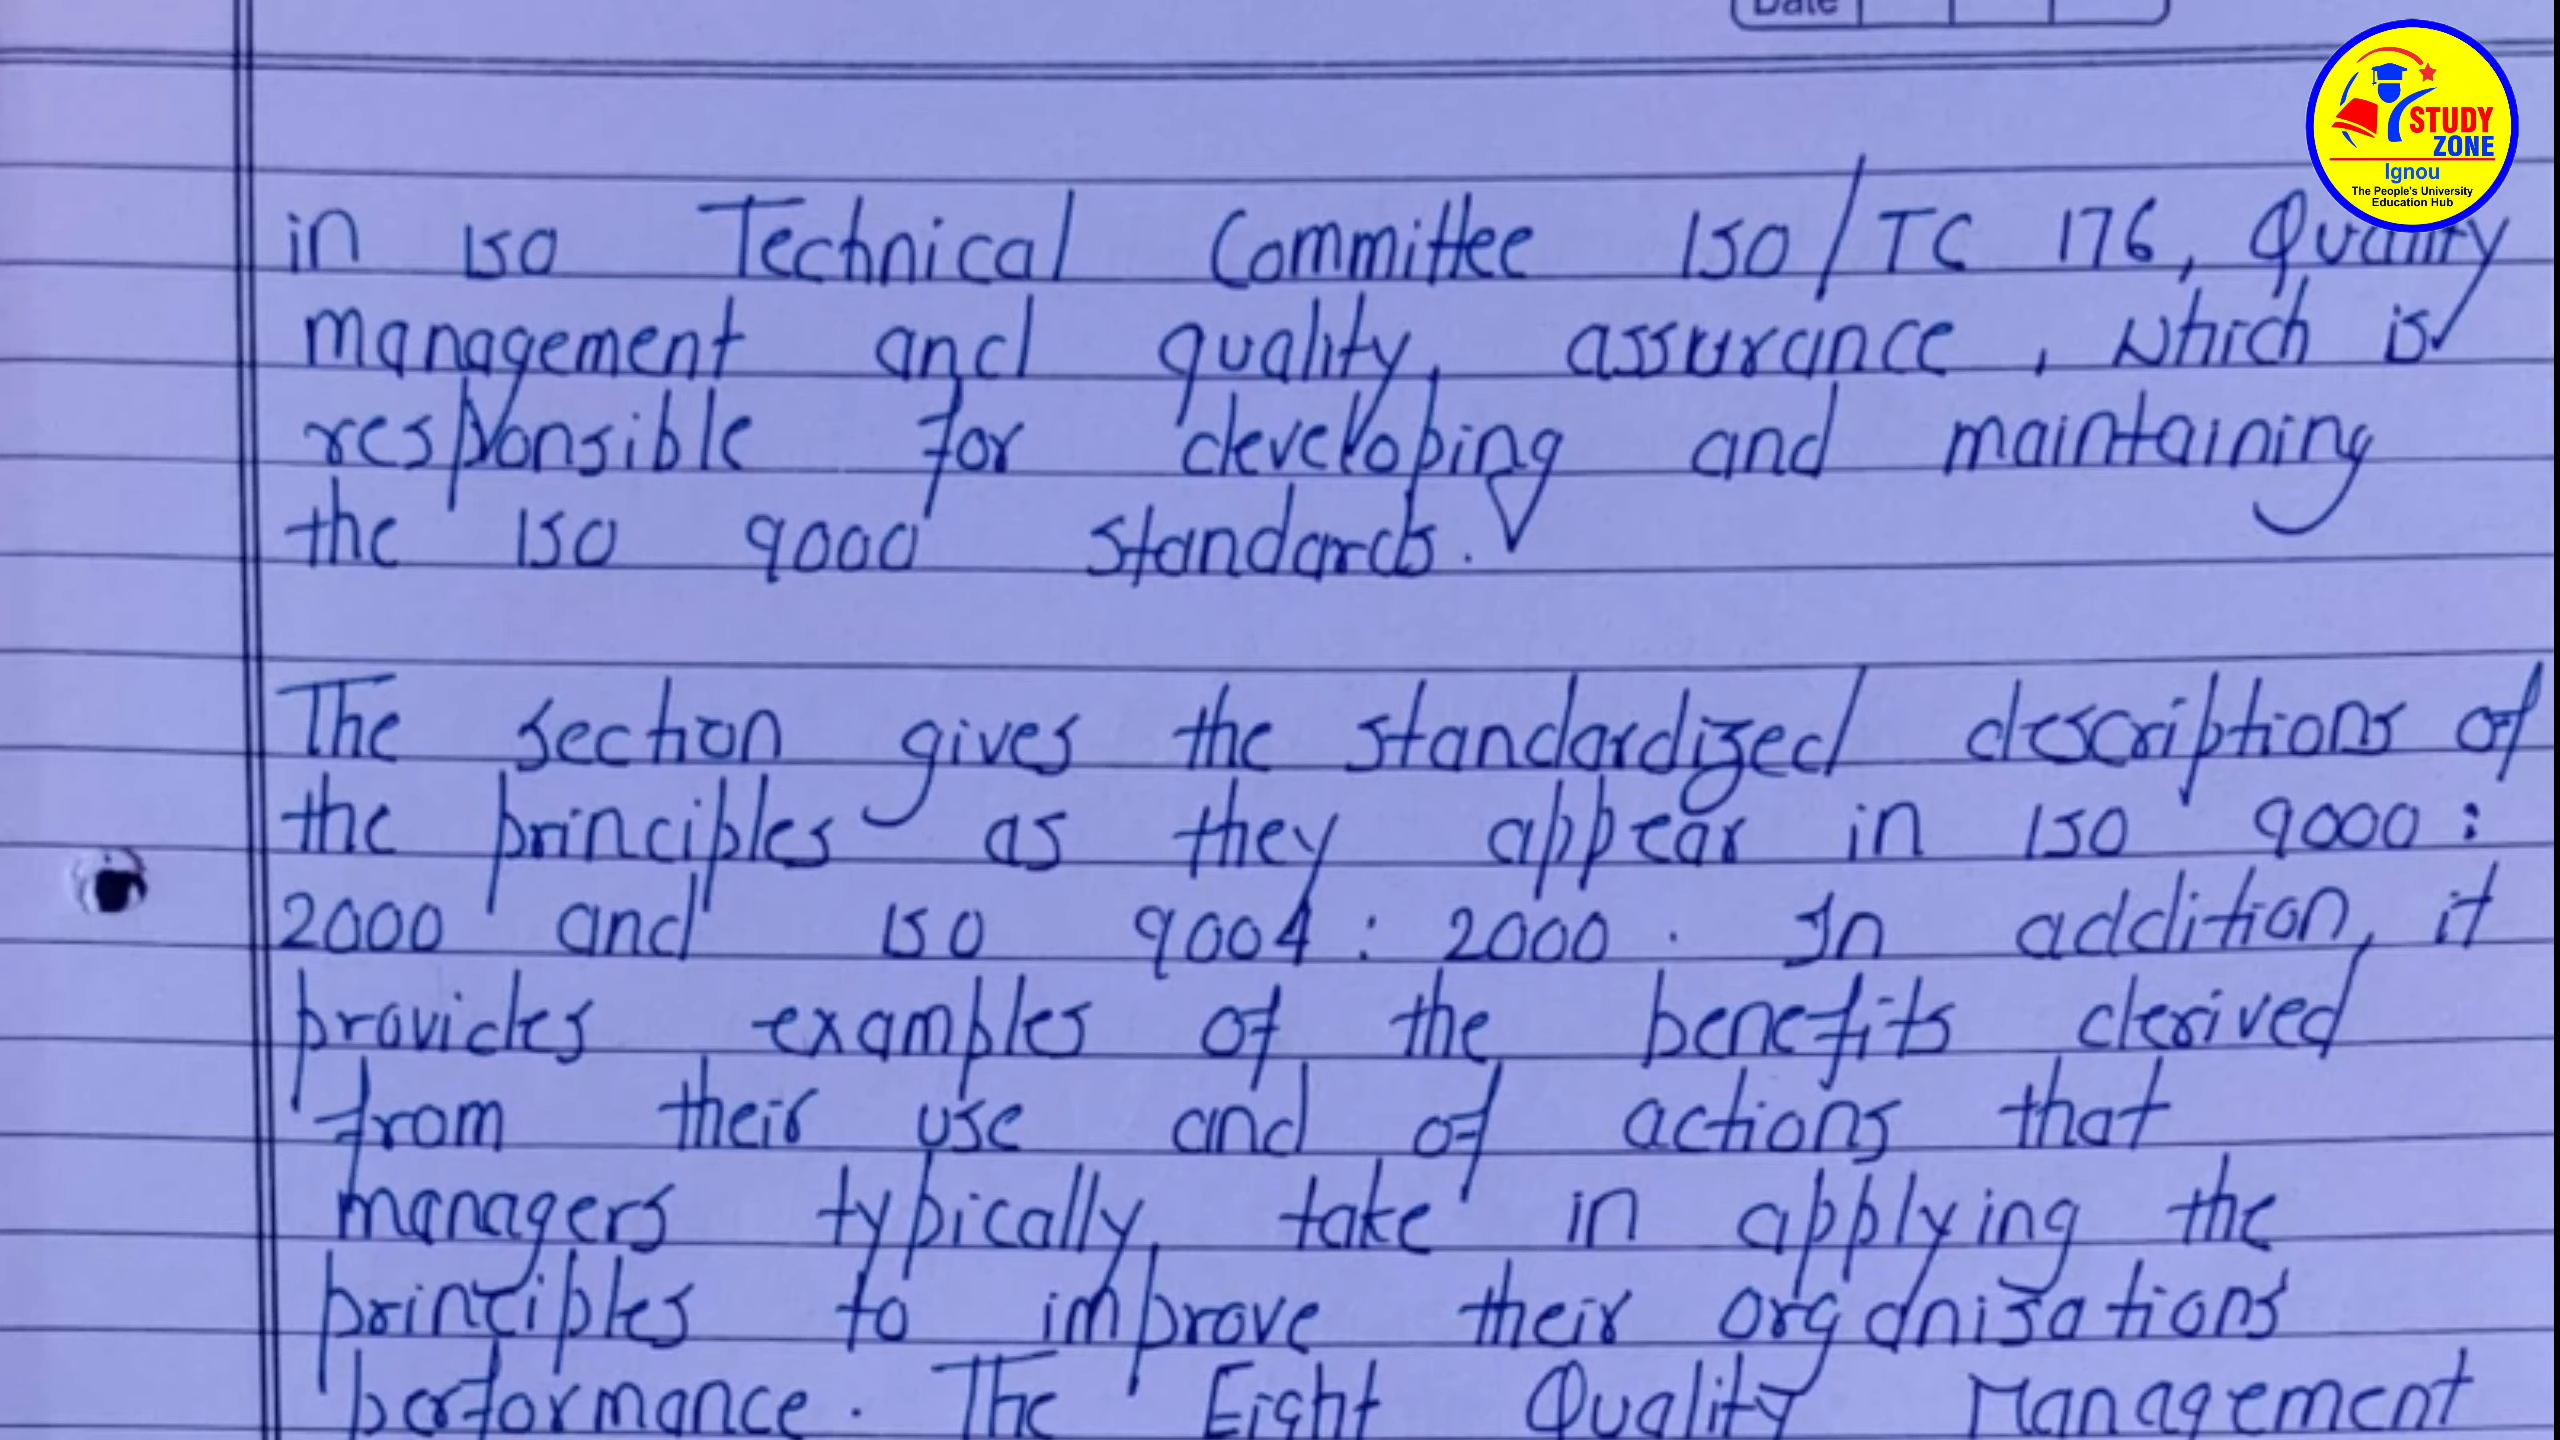 Date
STUDY
ZONE
Ignou
The People's University
Education Hub
in ISO Technical Committee ISO/TC 176, Quality
management and quality, assurance, which is
responsible for developing and maintaining
the ISO 9000 standards.
The section gives the standardized descriptions of
the principles as they appear in ISO 9000:
2000 and ISO 9004: 2000. In addition, it
provides examples of the benefits derived
from their use and of actions that
managers typically, take in applying the
principles to improve their organisations
performance. The Eight Quality Management